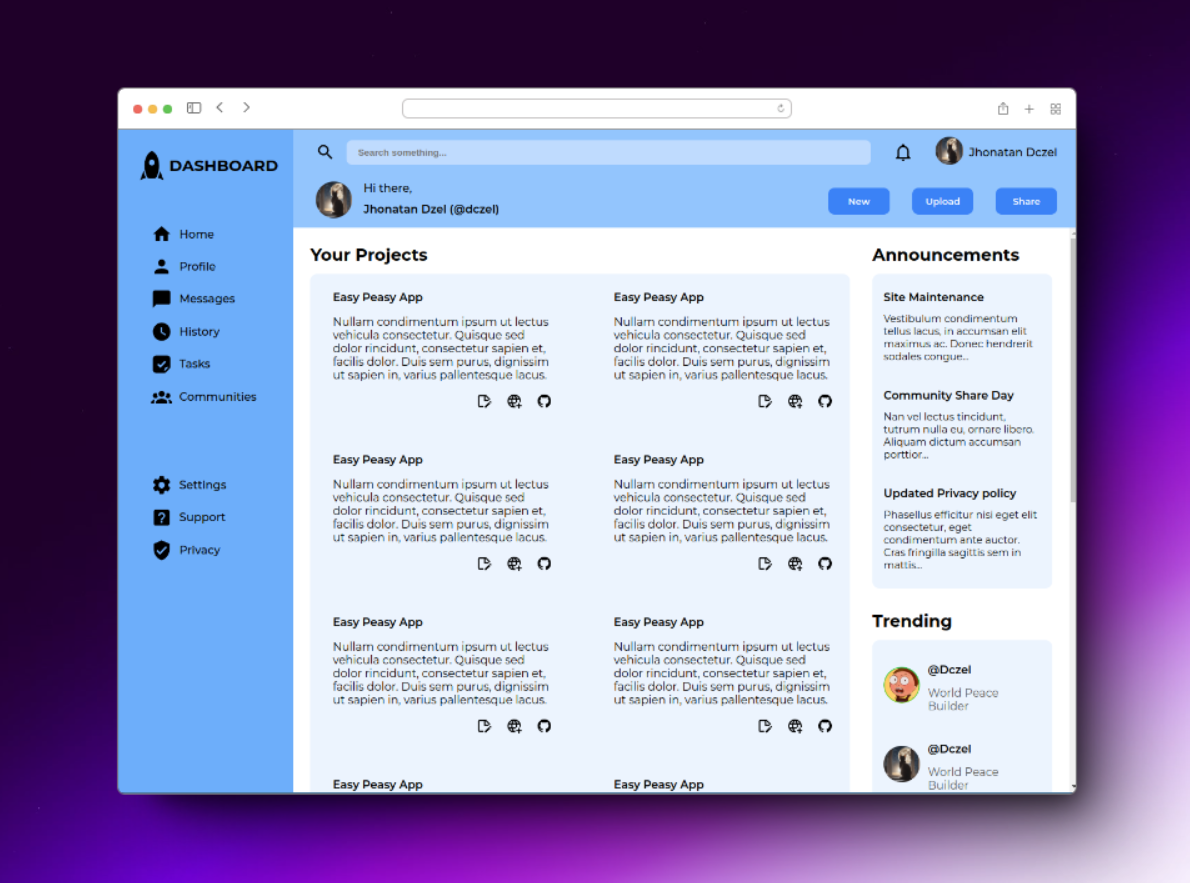 DASHBOARD
Home
Profile
Messages
History
Tasks
Communities
Settings
Support
Privacy
Search something...
Jhonatan Dczel
Hi there,
Jhonatan Dzel (@dczel)
New
Upload
Share
Your Projects
Easy Peasy App
Nullam condimentum ipsum ut lectus
vehicula consectetur. Quisque sed
dolor rincidunt, consectetur sapien et,
facilis dolor. Duis sem purus, dignissim
ut sapien in, varius pallentesque lacus.
Easy Peasy App
Nullam condimentum ipsum ut lectus
vehicula consectetur. Quisque sed
dolor rincidunt, consectetur sapien et,
facilis dolor. Duis sem purus, dignissim
ut sapien in, varius pallentesque lacus.
Easy Peasy App
Nullam condimentum ipsum ut lectus
vehicula consectetur. Quisque sed
dolor rincidunt, consectetur sapien et,
facilis dolor. Duis sem purus, dignissim
ut sapien in, varius pallentesque lacus.
Easy Peasy App
Nullam condimentum ipsum ut lectus
vehicula consectetur. Quisque sed
dolor rincidunt, consectetur sapien et,
facilis dolor. Duis sem purus, dignissim
ut sapien in, varius pallentesque lacus.
Easy Peasy App
Nullam condimentum ipsum ut lectus
vehicula consectetur. Quisque sed
dolor rincidunt, consectetur sapien et,
facilis dolor. Duis sem purus, dignissim
ut sapien in, varius pallentesque lacus.
Easy Peasy App
Nullam condimentum ipsum ut lectus
vehicula consectetur. Quisque sed
dolor rincidunt, consectetur sapien et,
facilis dolor. Duis sem purus, dignissim
ut sapien in, varius pallentesque lacus.
Easy Peasy App
Easy Peasy App
Announcements
Site Maintenance
Vestibulum condimentum
tellus lacus, in accumsan elit
maximus ac. Donec hendrerit
sodales congue...
Community Share Day
Nan vel lectus tincidunt,
tutrum nulla eu, ornare libero.
Aliquam dictum accumsan
porttior...
Updated Privacy policy
Phasellus efficitur nisi eget elit
consectetur, eget
condimentum ante auctor.
Cras fringilla sagittis sem in
mattis...
Trending
@Dczel
World Peace
Builder
@Dczel
World Peace
Builder